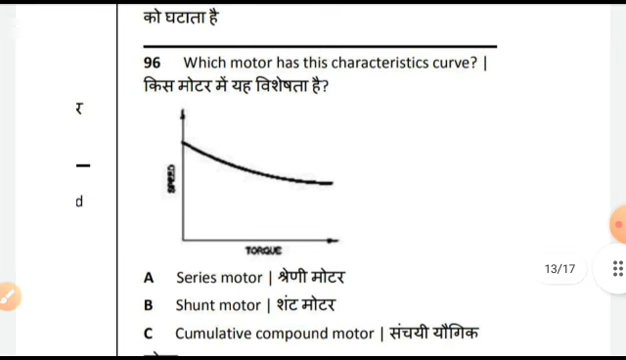 को घटाता है
96 Which motor has this characteristics curve? |
किस मोटर में यह विशेषता है?
र
d
SPEED
TORQUE
A Series motor | श्रेणी मोटर
B Shunt motor | शंट मोटर
C Cumulative compound motor | संचयी यौगिक
13/17